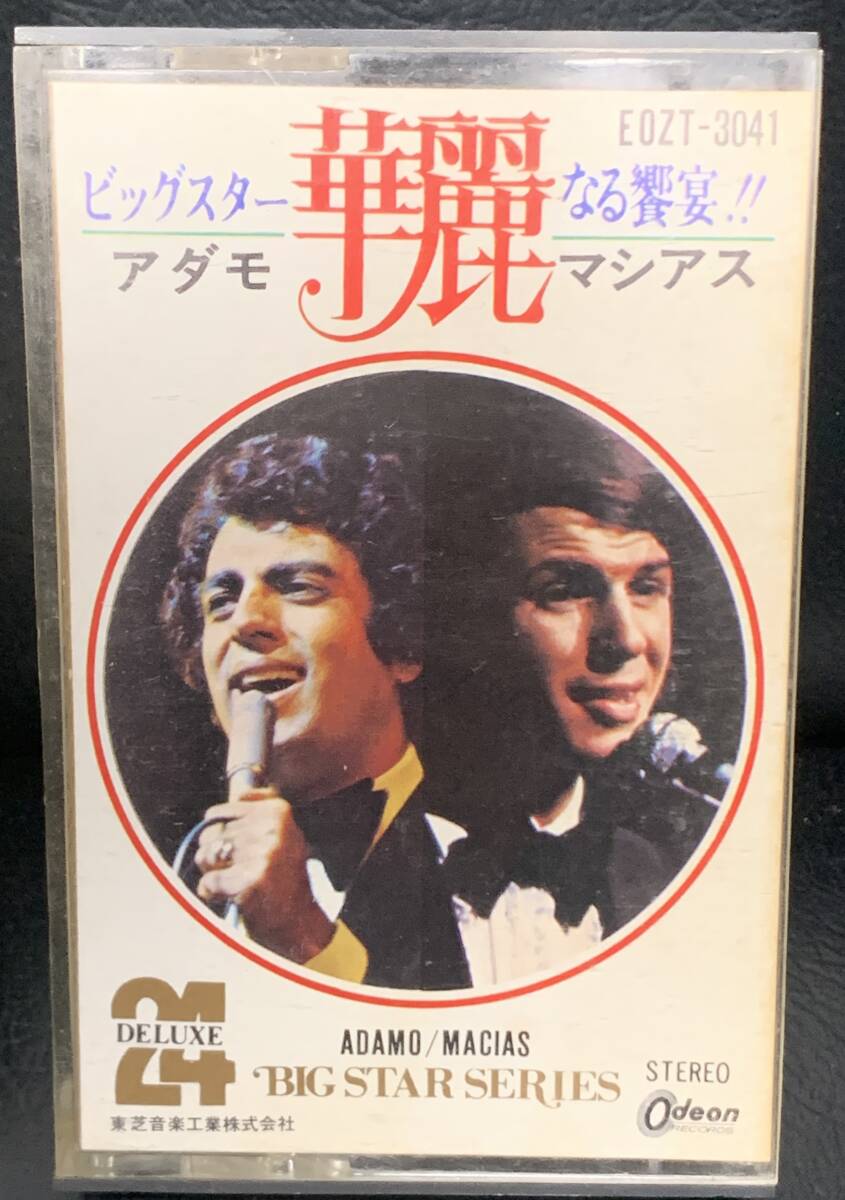 EOZT-3041
ビッグスター華麗なる饗宴!!
アダモ マシアス
24
DELUXE
ADAMO/MACIAS
BIG STAR SERIES
STEREO
Odeon
RECORDS
東芝音楽工業株式会社